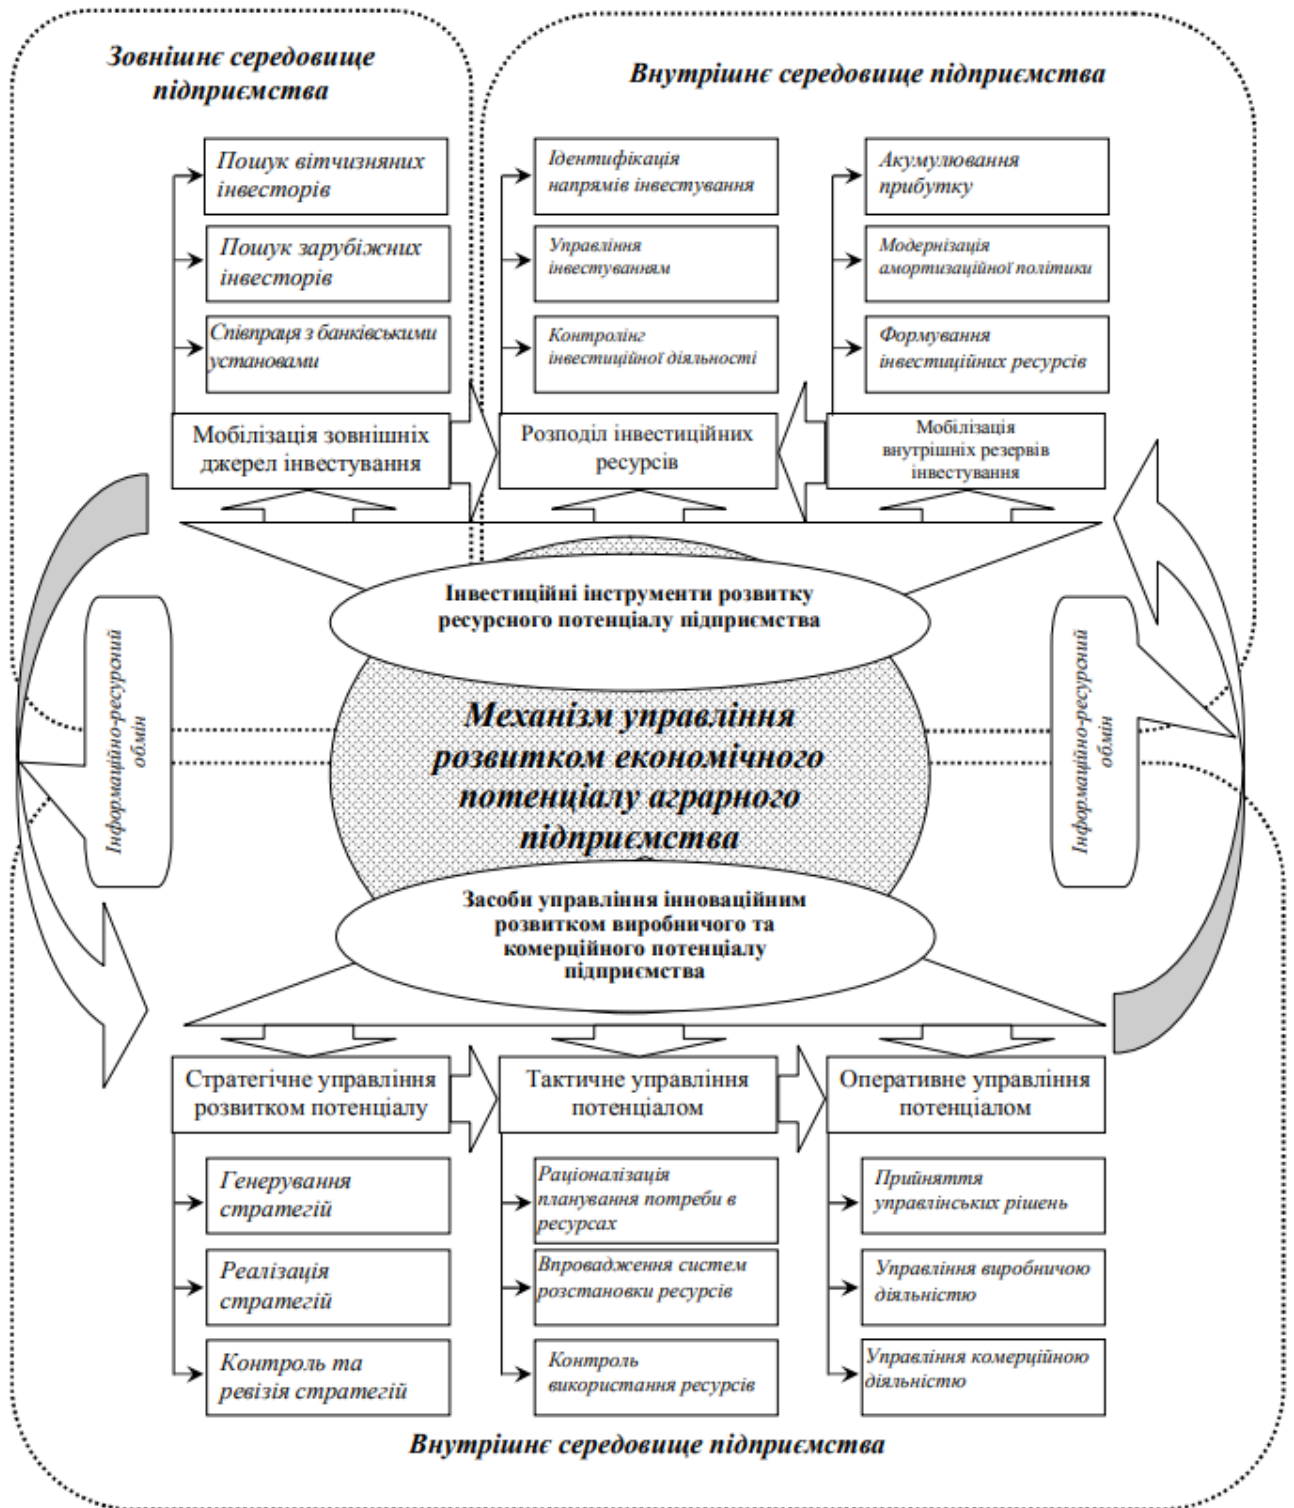 Зовнішнє середовище
підприємства
Внутрішнє середовище підприємства
Пошук вітчизняних
інвесторів
Пошук зарубіжних
інвесторів
Співпраця з банківськими
установами
Мобілізація зовнішніх
джерел інвестування
Ідентифікація
напрямів інвестування
Управління
інвестуванням
Контролінг
інвестиційної діяльності
Розподіл інвестиційних
ресурсів
Акумулювання
прибутку
Модернізація
амортизаційної політики
Формування
інвестиційних ресурсів
Мобілізація
внутрішніх резервів
інвестування
Інвестиційні інструменти розвитку
ресурсного потенціалу підприємства
Інформаційно-ресурсний
обмін
Механізм управління
розвитком економічного
потенціалу аграрного
підприємства
Інформаційно-ресурсний
обмін
Засоби управління інноваційним
розвитком виробничого та
комерційного потенціалу
підприємства
Стратегічне управління
розвитком потенціалу
Генерування
стратегій
Реалізація
стратегій
Контроль та
ревізія стратегій
Тактичне управління
потенціалом
Раціоналізація
планування потреби в
ресурсах
Впровадження систем
розстановки ресурсів
Контроль
використання ресурсів
Оперативне управління
потенціалом
Прийняття
управлінських рішень
Управління виробничою
діяльністю
Управління комерційною
діяльністю
Внутрішнє середовище підприємства